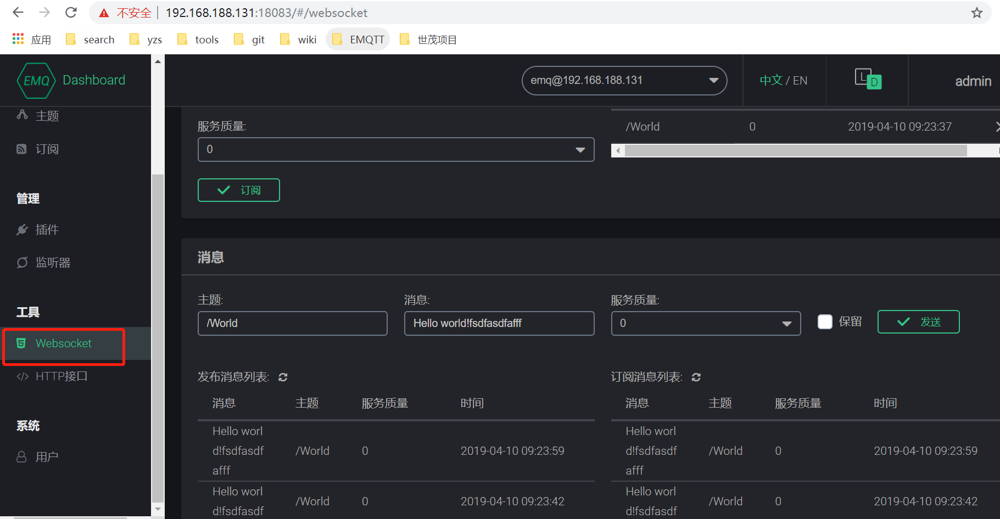 不安全 192.168.188.131:18083/#/websocket
应用 search yzs tools git wiki EMQTT 世茂项目
EMQ Dashboard
emq@192.168.188.131 中文 / EN L D admin
主题
订阅
管理
插件
监听器
工具
Websocket
HTTP接口
系统
用户
服务质量:
0
订阅
/World 0 2019-04-10 09:23:37
消息
主题: 消息: 服务质量:
/World Hello world!fsdfasdfafff 0 保留 发送
发布消息列表:
消息 主题 服务质量 时间
Hello worl
d!fsdfasdf /World 0 2019-04-10 09:23:59
afff
Hello worl
/World 0 2019-04-10 09:23:42
d!fsdfasdf
订阅消息列表:
消息 主题 服务质量 时间
Hello worl
d!fsdfasdf /World 0 2019-04-10 09:23:59
afff
Hello worl
/World 0 2019-04-10 09:23:42
d!fsdfasdf